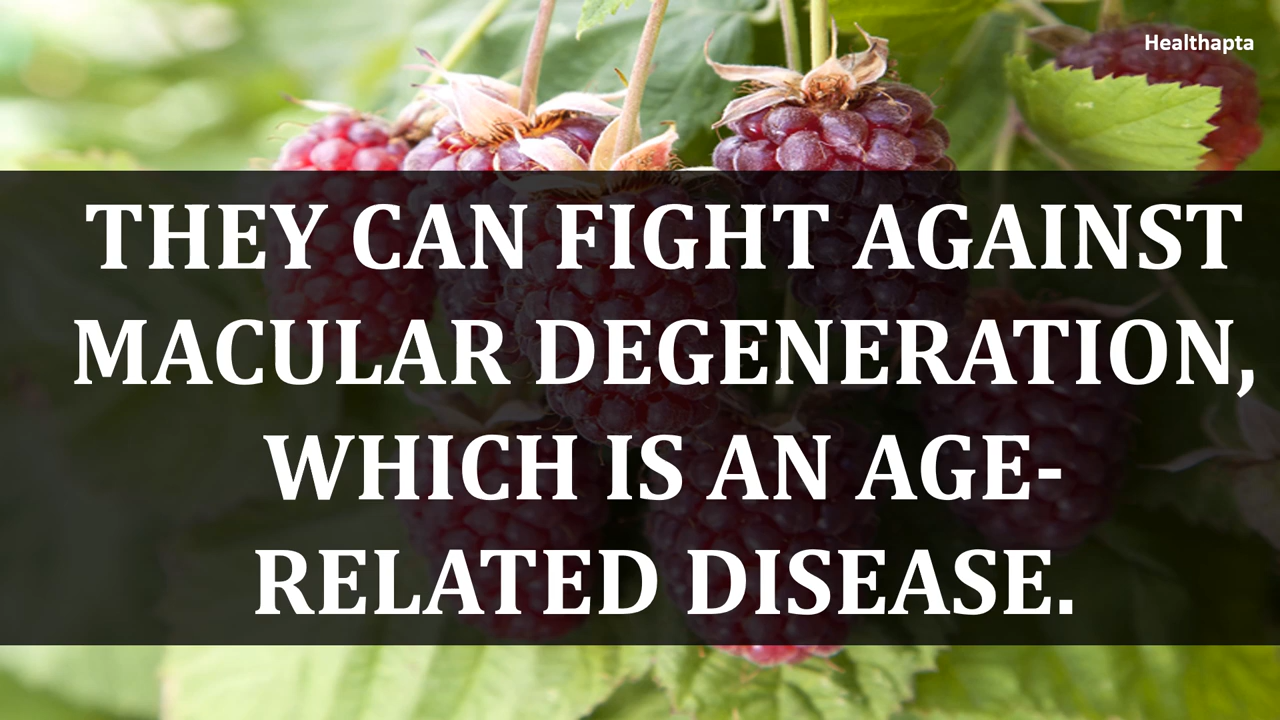 Healthapta
THEY CAN FIGHT AGAINST
MACULAR DEGENERATION,
WHICH IS AN AGE-
RELATED DISEASE.